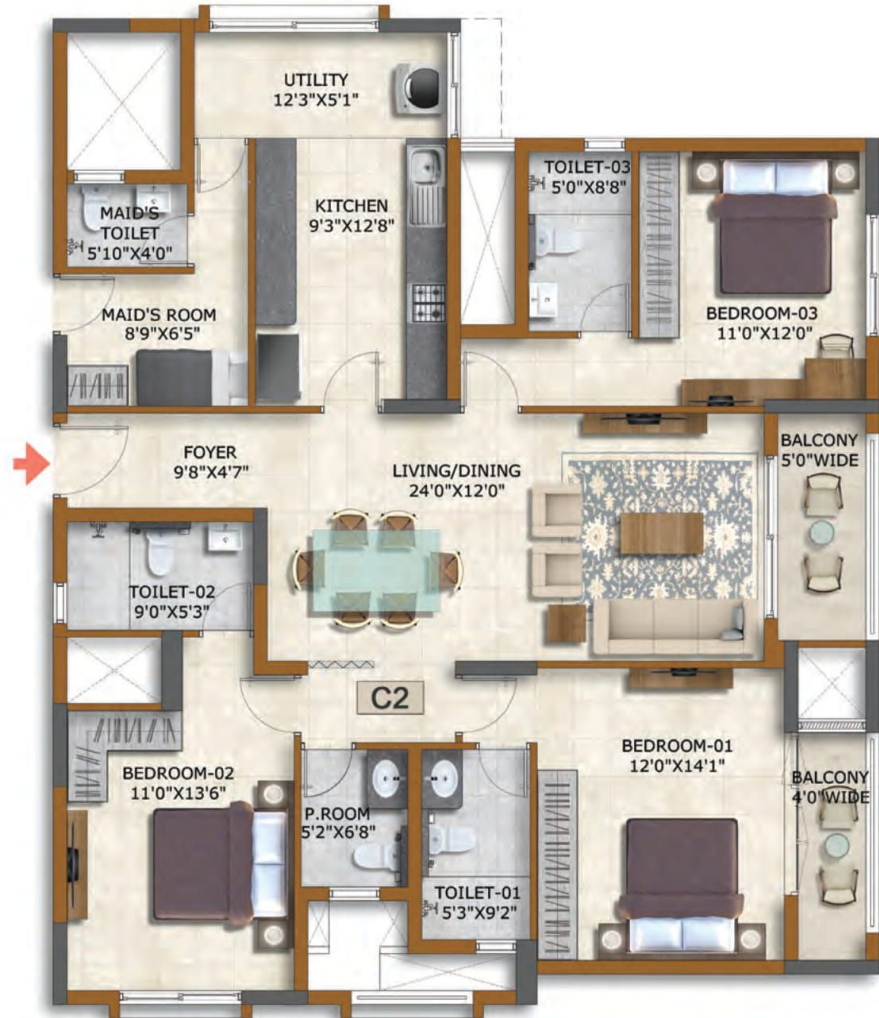 UTILITY
12'3"X5'1"
TOILET-03
5'0"X8'8"
MAID'S
TOILET
5'10"X4'0"
KITCHEN
9'3"X12'8"
MAID'S ROOM
8'9"X6'5"
BEDROOM-03
11'0"X12'0"
FOYER
9'8"X4'7"
LIVING/DINING
24'0"X12'0"
BALCONY
5'0"WIDE
TOILET-02
9'0"X5'3"
C2
BEDROOM-02
11'0"X13'6"
P.ROOM
5'2"X6'8"
TOILET-01
5'3"X9'2"
BEDROOM-01
12'0"X14'1"
BALCONY
4'0"WIDE